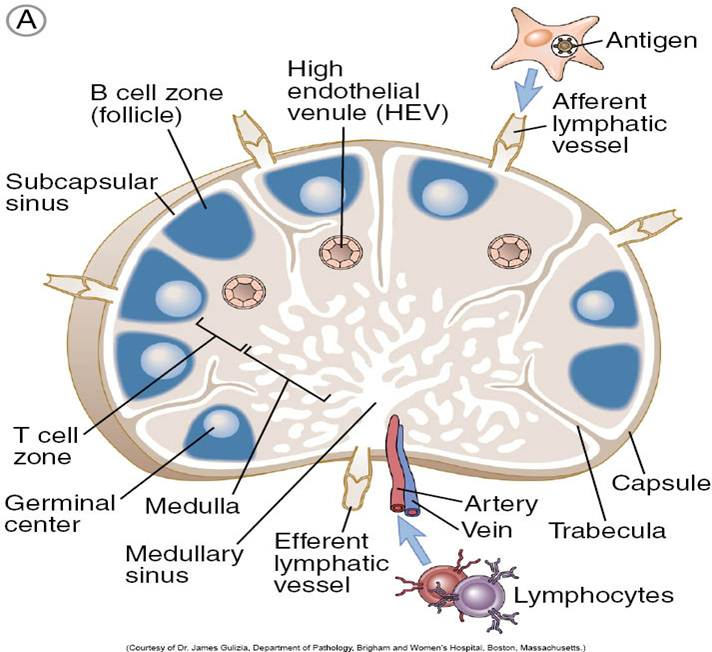 A
Antigen
High
endothelial
venule (HEV)
B cell zone
(follicle)
Afferent
lymphatic
vessel
Subcapsular
sinus
T cell
zone
Germinal
center
Medulla
Medullary
sinus
Efferent
lymphatic
vessel
Artery
Vein
Trabecula
Capsule
Lymphocytes
(Courtesy of Dr. James Gulizia, Department of Pathology, Brigham and Women's Hospital, Boston, Massachusetts.)